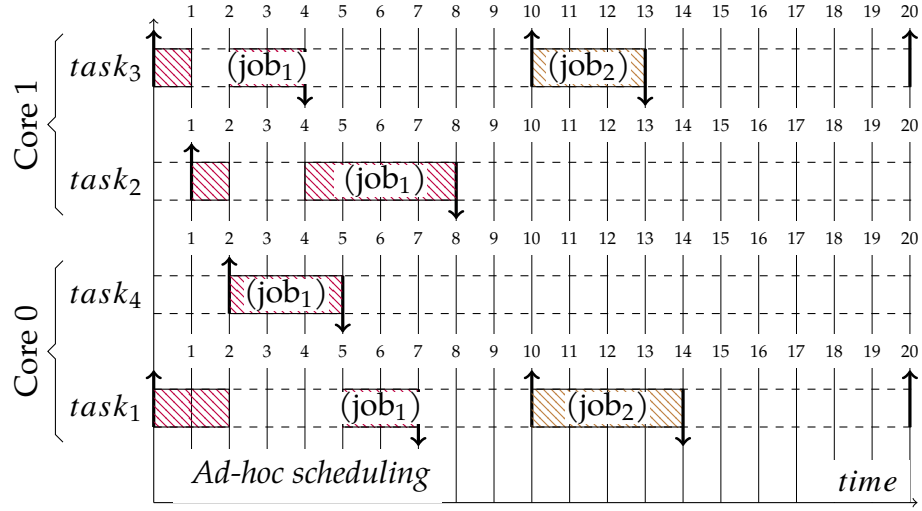 1 2 3 4 5 6 7 8 9 10 11 12 13 14 15 16 17 18 19 20
Core 1
task₃ (job₁) (job₂)
1 2 3 4 5 6 7 8 9 10 11 12 13 14 15 16 17 18 19 20
task₂ (job₁)
1 2 3 4 5 6 7 8 9 10 11 12 13 14 15 16 17 18 19 20
Core 0
task₄ (job₁)
1 2 3 4 5 6 7 8 9 10 11 12 13 14 15 16 17 18 19 20
task₁ (job₁) (job₂)
Ad-hoc scheduling time